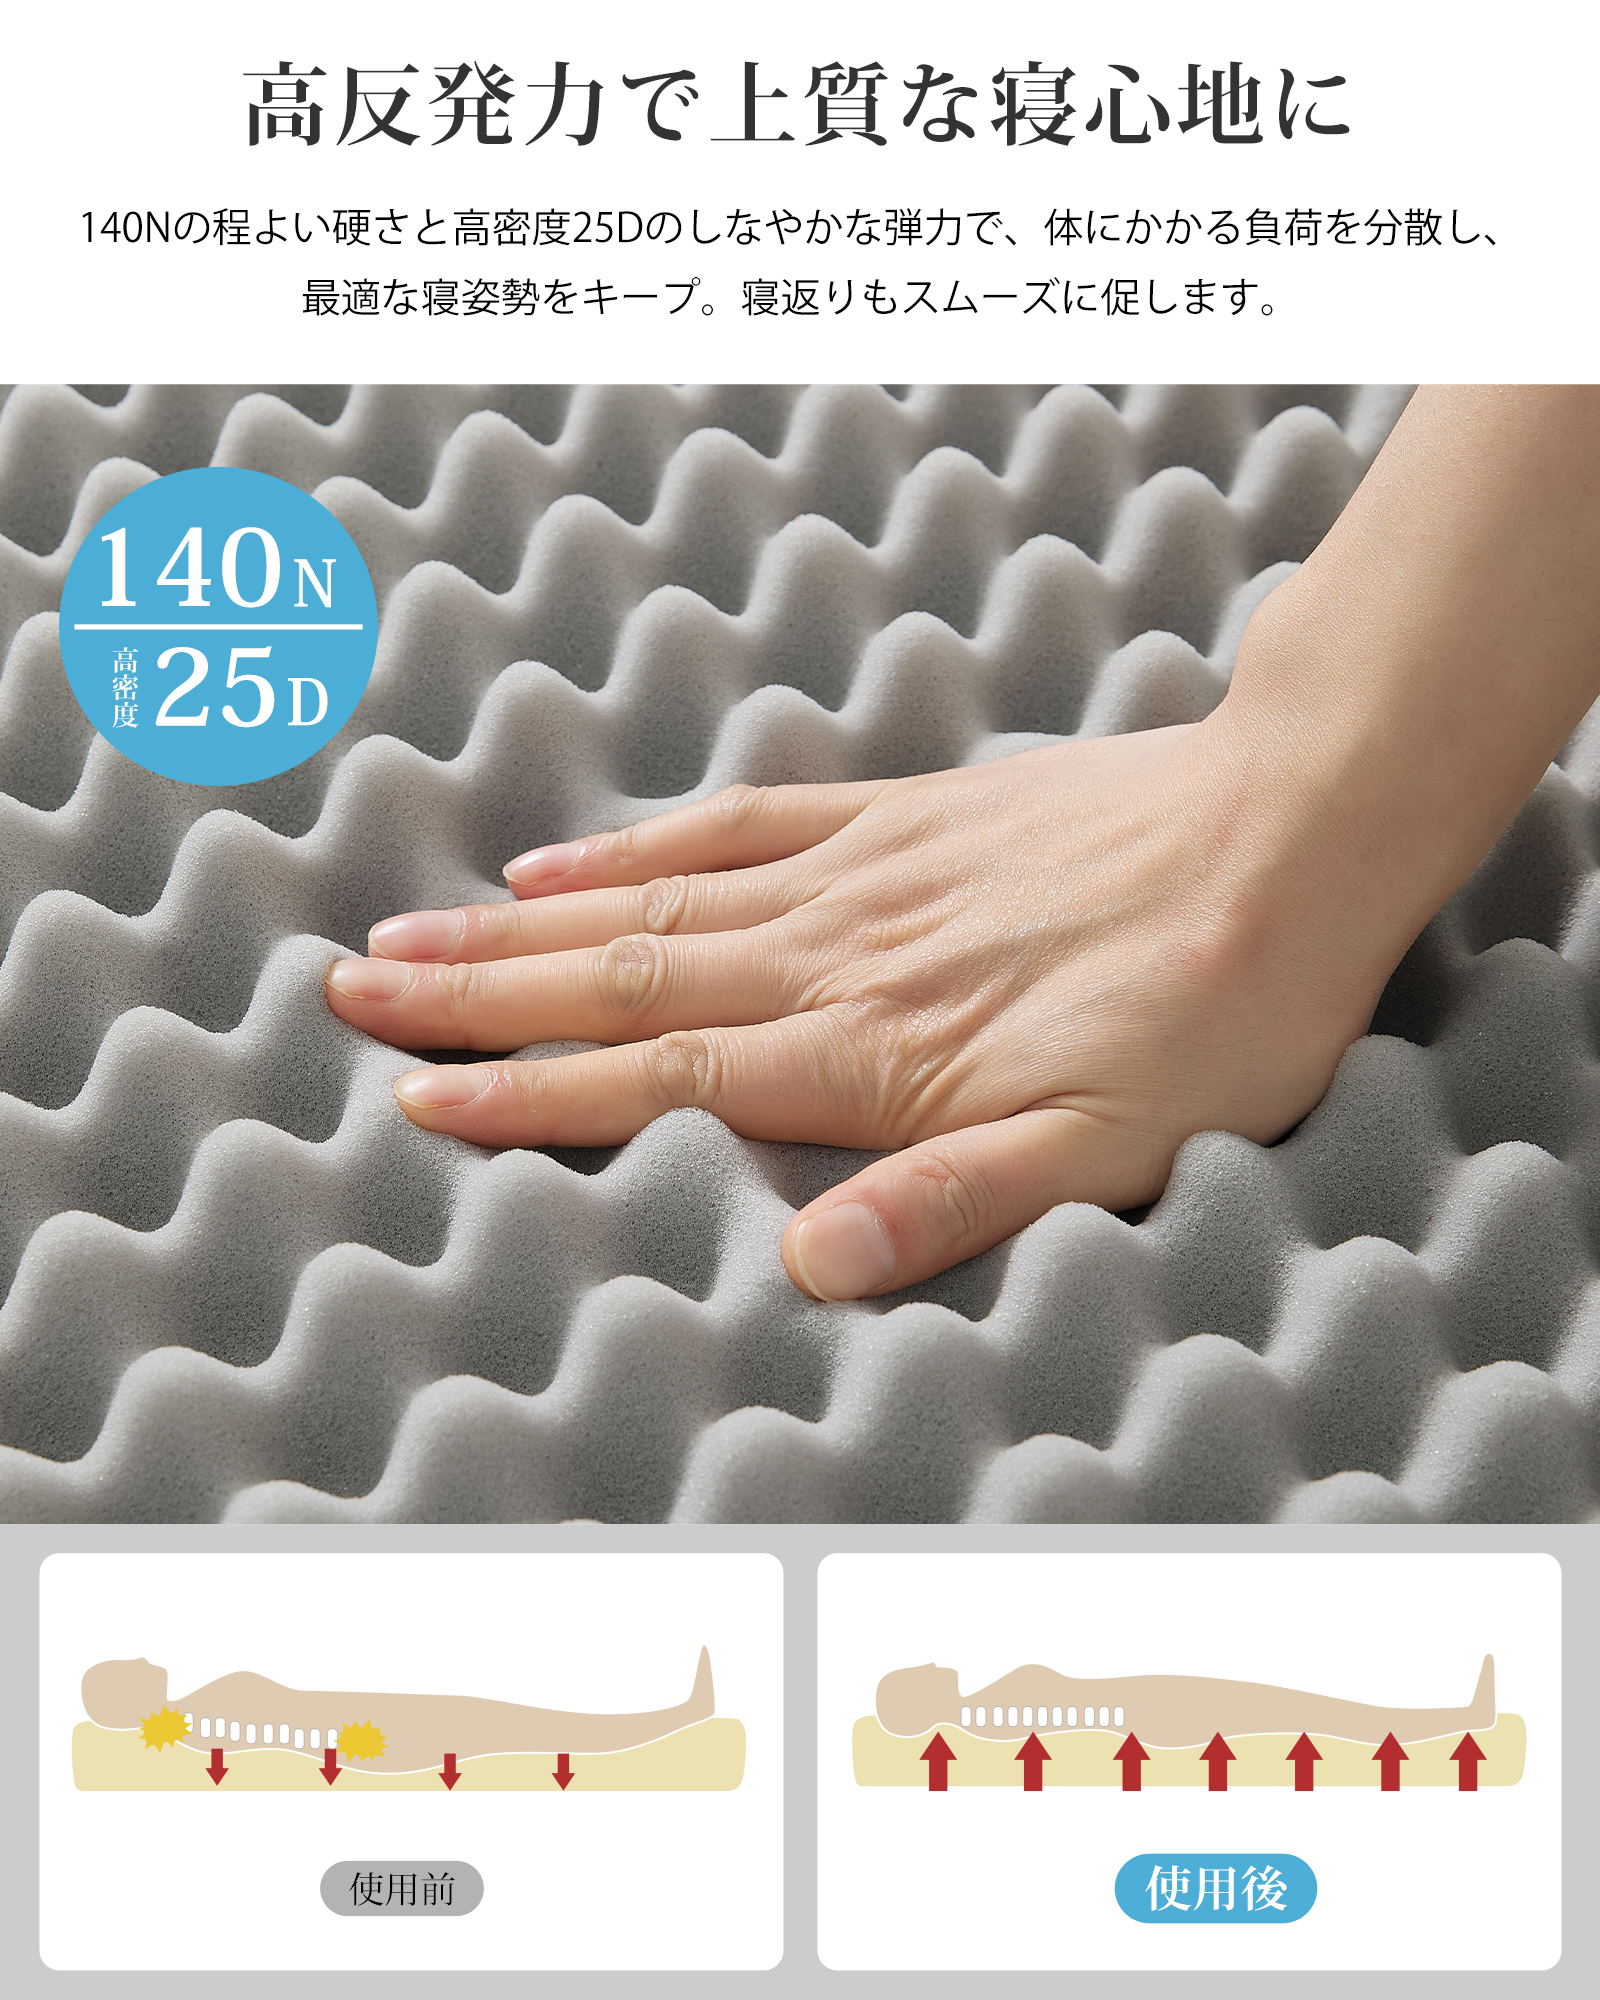 高反発力で上質な寝心地に
140Nの程よい硬さと高密度25Dのしなやかな弾力で、体にかかる負荷を分散し、
最適な寝姿勢をキープ。寝返りもスムーズに促します。
140N
高密度 25D
使用前
使用後